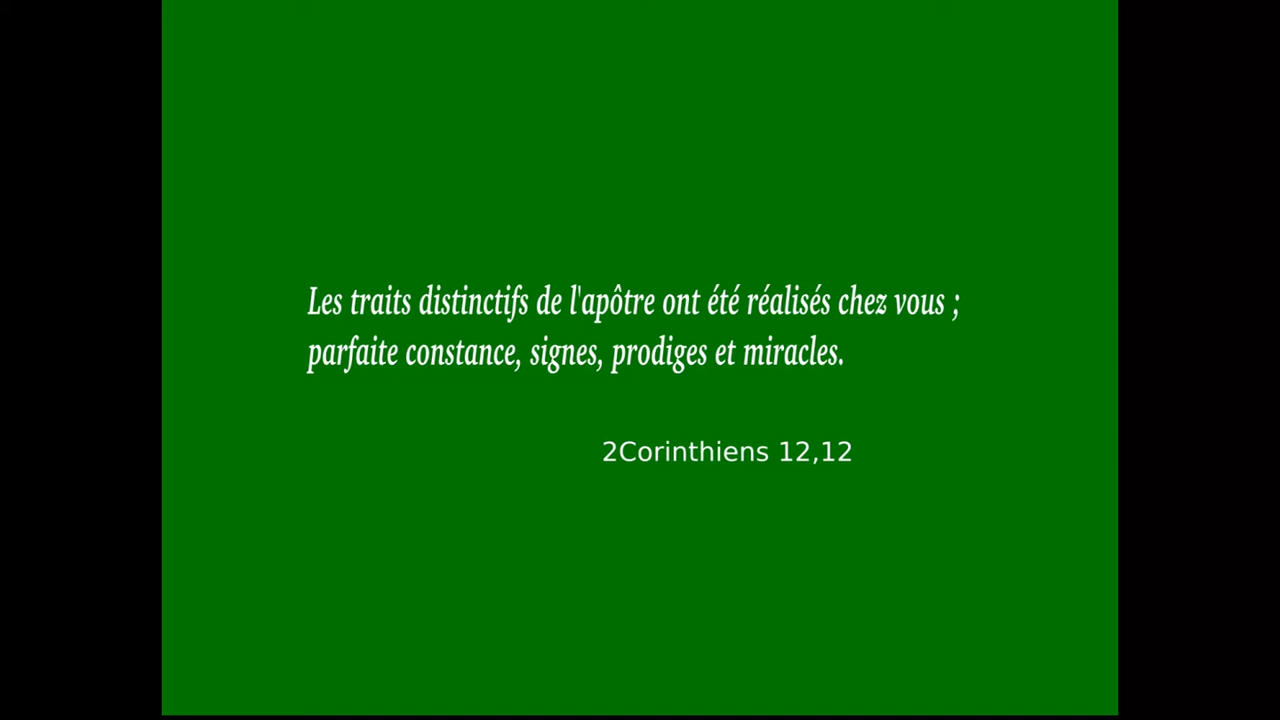 Les traits distinctifs de l'apôtre ont été réalisés chez vous ;
parfaite constance, signes, prodiges et miracles.
2Corinthiens 12,12